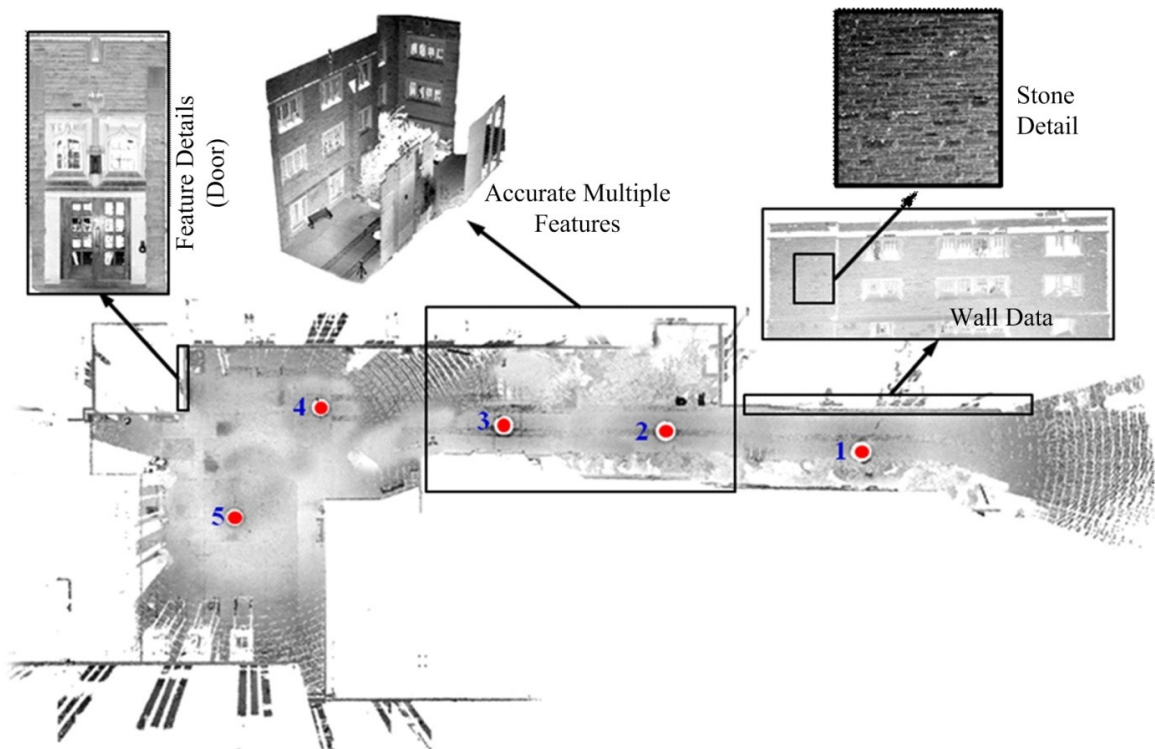 Feature Details
(Door)
Accurate Multiple
Features
Stone
Detail
Wall Data
4
3
2
1
5